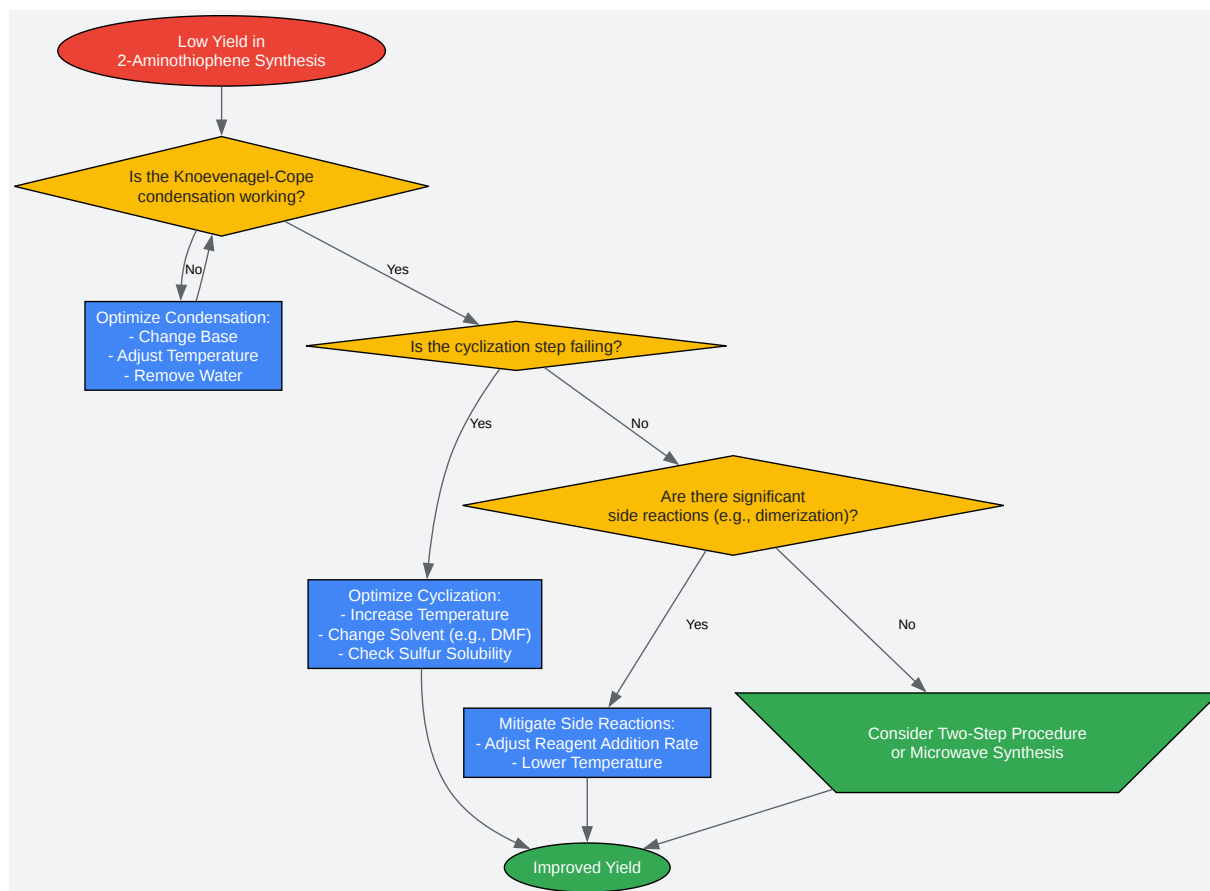 Low Yield in
2-Aminothiophene Synthesis
Is the Knoevenagel-Cope
condensation working?
No
Yes
Optimize Condensation:
- Change Base
- Adjust Temperature
- Remove Water
Is the cyclization step failing?
Yes
No
Are there significant
side reactions (e.g., dimerization)?
Optimize Cyclization:
- Increase Temperature
- Change Solvent (e.g., DMF)
- Check Sulfur Solubility
Yes
No
Mitigate Side Reactions:
- Adjust Reagent Addition Rate
- Lower Temperature
Consider Two-Step Procedure
or Microwave Synthesis
Improved Yield